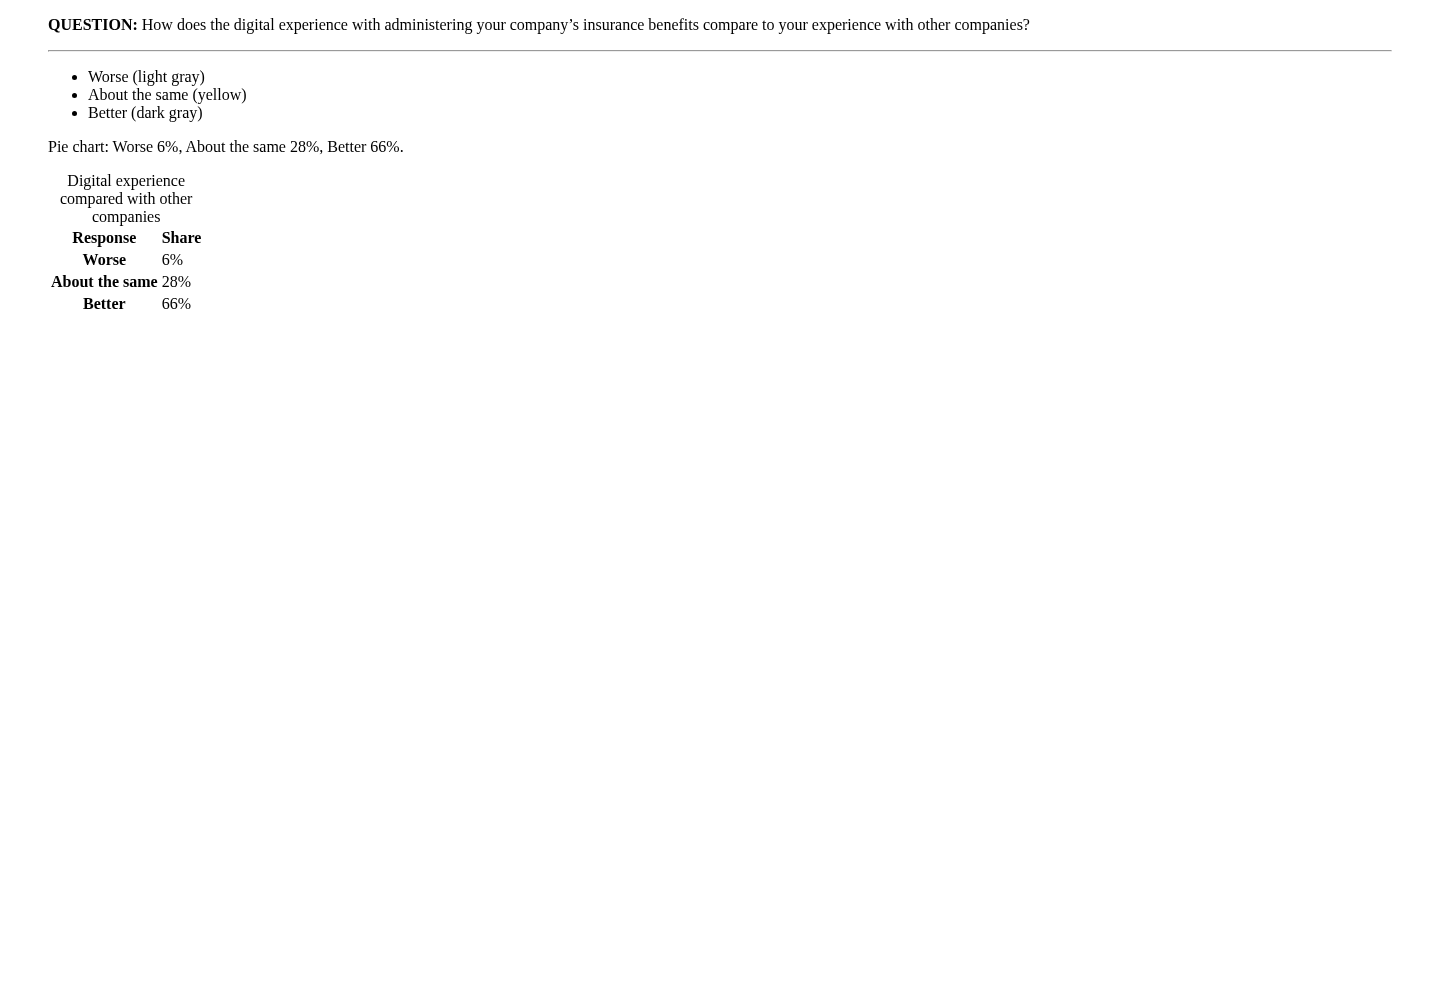 QUESTION: How does the digital experience with administering your company’s insurance benefits compare to your experience with other companies?
Worse (light gray)
About the same (yellow)
Better (dark gray)
Pie chart: Worse 6%, About the same 28%, Better 66%.
Digital experience
compared with other
companies
Response Share
Worse 6%
About the same 28%
Better 66%